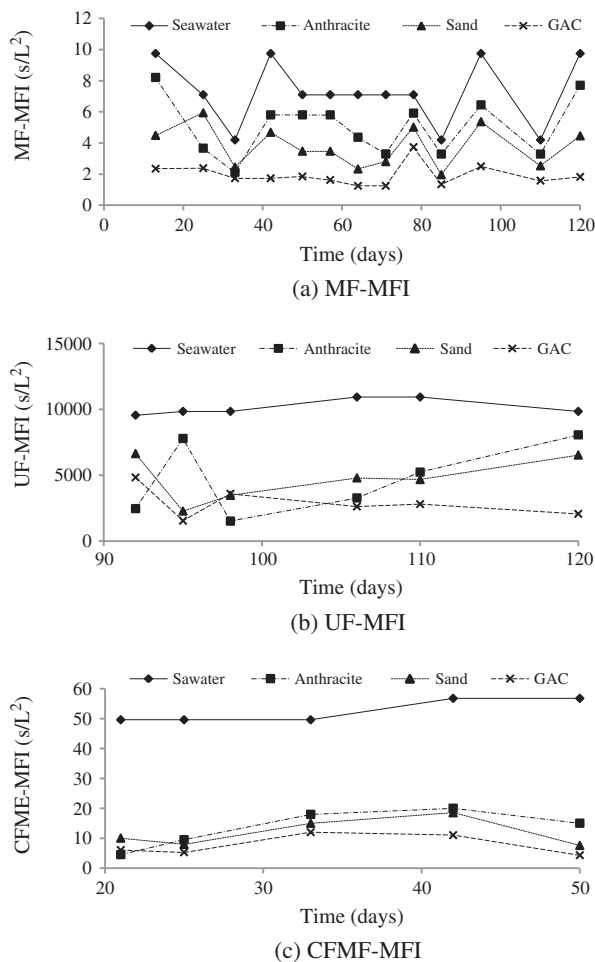 Seawater Anthracite Sand GAC
MF-MFI (s/L²)
12
10
8
6
4
2
0
0 20 40 60 80 100 120
Time (days)
(a) MF-MFI
Seawater Anthracite Sand GAC
UF-MFI (s/L²)
15000
10000
5000
0
90 100 110 120
Time (days)
(b) UF-MFI
Sawater Anthracite Sand GAC
CFME-MFI (s/L²)
60
50
40
30
20
10
0
20 30 40 50
Time (days)
(c) CFMF-MFI